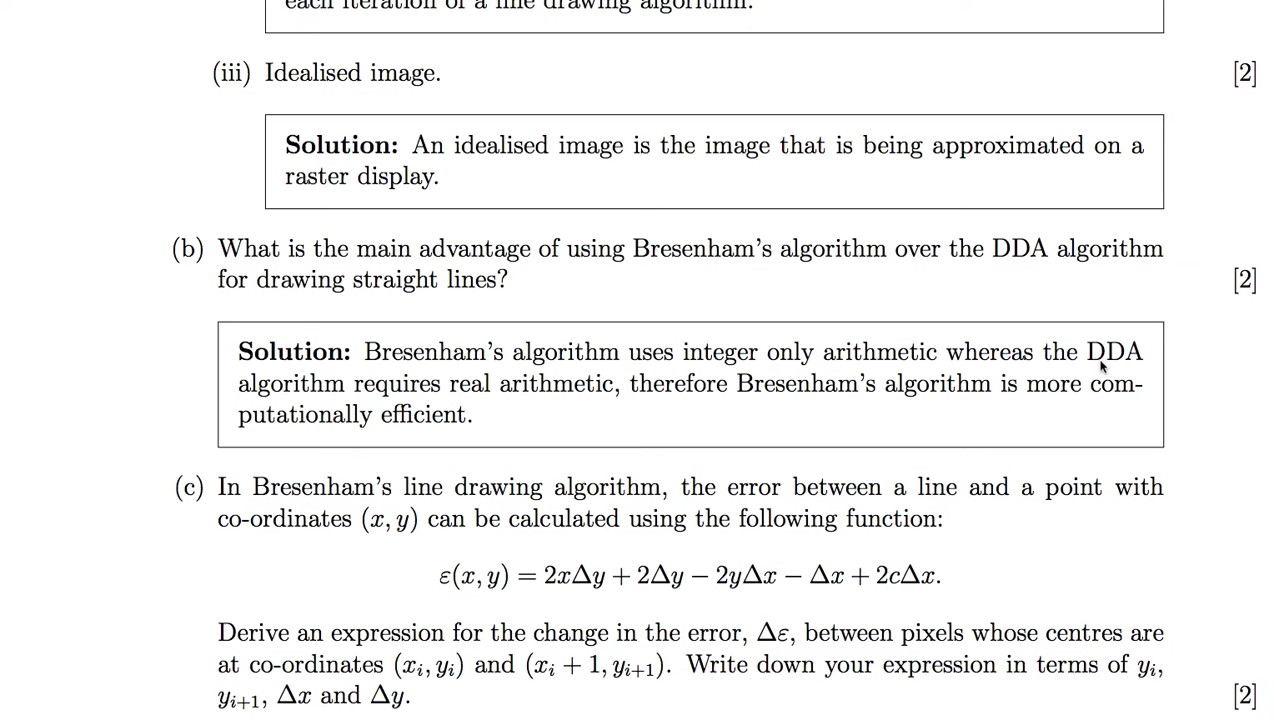 each iteration of a line drawing algorithm.
(iii) Idealised image. [2]
Solution: An idealised image is the image that is being approximated on a
raster display.
(b) What is the main advantage of using Bresenham's algorithm over the DDA algorithm
for drawing straight lines? [2]
Solution: Bresenham's algorithm uses integer only arithmetic whereas the DDA
algorithm requires real arithmetic, therefore Bresenham's algorithm is more com-
putationally efficient.
(c) In Bresenham's line drawing algorithm, the error between a line and a point with
co-ordinates (x, y) can be calculated using the following function:
ε(x, y) = 2xΔy + 2Δy − 2yΔx − Δx + 2cΔx.
Derive an expression for the change in the error, Δε, between pixels whose centres are
at co-ordinates (xᵢ, yᵢ) and (xᵢ + 1, yᵢ₊₁). Write down your expression in terms of yᵢ,
yᵢ₊₁, Δx and Δy. [2]